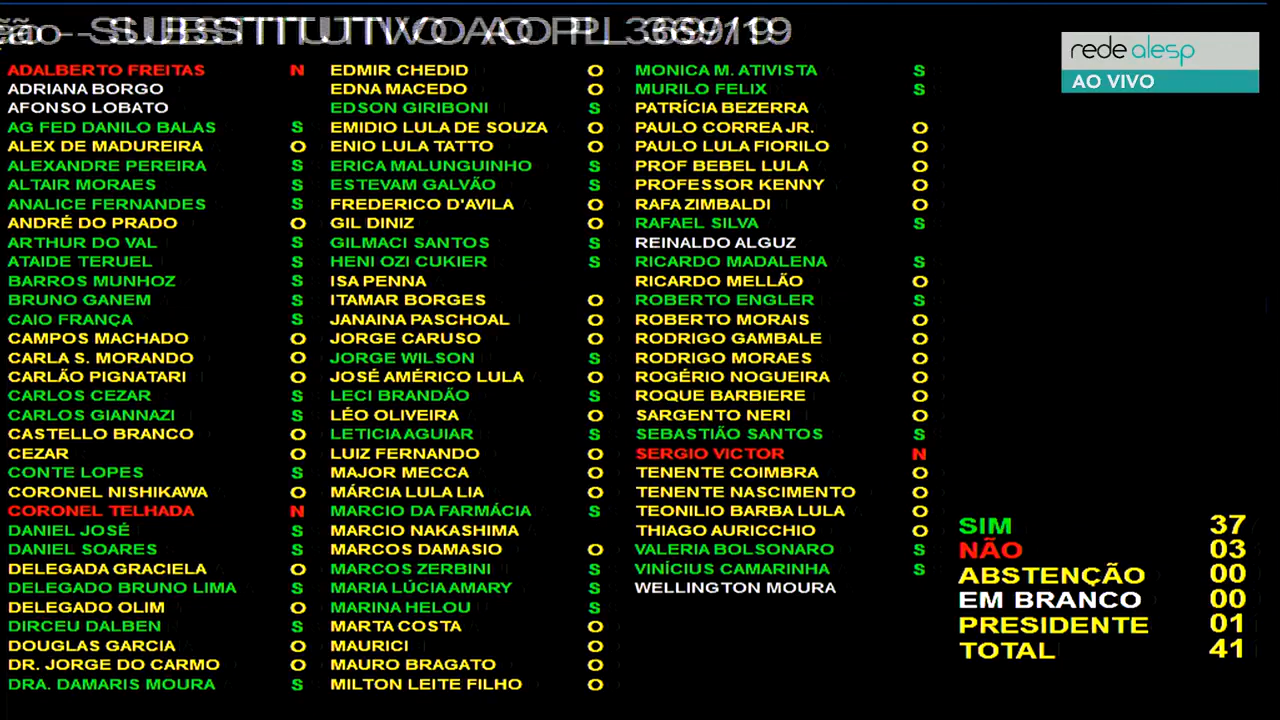 ção - SUBSTITUTIVO AO PL 369/19
rede alesp
AO VIVO
ADALBERTO FREITAS N
ADRIANA BORGO
AFONSO LOBATO
AG FED DANILO BALAS S
ALEX DE MADUREIRA O
ALEXANDRE PEREIRA S
ALTAIR MORAES S
ANALICE FERNANDES S
ANDRÉ DO PRADO O
ARTHUR DO VAL S
ATAIDE TERUEL S
BARROS MUNHOZ S
BRUNO GANEM S
CAIO FRANÇA S
CAMPOS MACHADO O
CARLA S. MORANDO O
CARLÃO PIGNATARI O
CARLOS CEZAR S
CARLOS GIANNAZI S
CASTELLO BRANCO O
CEZAR O
CONTE LOPES S
CORONEL NISHIKAWA O
CORONEL TELHADA N
DANIEL JOSÉ S
DANIEL SOARES S
DELEGADA GRACIELA O
DELEGADO BRUNO LIMA S
DELEGADO OLIM O
DIRCEU DALBEN S
DOUGLAS GARCIA O
DR. JORGE DO CARMO O
DRA. DAMARIS MOURA S
EDMIR CHEDID O
EDNA MACEDO O
EDSON GIRIBONI S
EMIDIO LULA DE SOUZA O
ENIO LULA TATTO O
ERICA MALUNGUINHO S
ESTEVAM GALVÃO S
FREDERICO D'AVILA O
GIL DINIZ O
GILMACI SANTOS S
HENI OZI CUKIER S
ISA PENNA
ITAMAR BORGES O
JANAINA PASCHOAL O
JORGE CARUSO O
JORGE WILSON S
JOSÉ AMÉRICO LULA O
LECI BRANDÃO S
LÉO OLIVEIRA O
LETICIA AGUIAR S
LUIZ FERNANDO O
MAJOR MECCA O
MÁRCIA LULA LIA O
MARCIO DA FARMÁCIA S
MARCIO NAKASHIMA
MARCOS DAMASIO O
MARCOS ZERBINI S
MARIA LÚCIA AMARY S
MARINA HELOU S
MARTA COSTA O
MAURICI O
MAURO BRAGATO O
MILTON LEITE FILHO O
MONICA M. ATIVISTA S
MURILO FELIX S
PATRÍCIA BEZERRA
PAULO CORREA JR. O
PAULO LULA FIORILO O
PROF BEBEL LULA O
PROFESSOR KENNY O
RAFA ZIMBALDI O
RAFAEL SILVA S
REINALDO ALGUZ
RICARDO MADALENA S
RICARDO MELLÃO O
ROBERTO ENGLER S
ROBERTO MORAIS O
RODRIGO GAMBALE O
RODRIGO MORAES O
ROGÉRIO NOGUEIRA O
ROQUE BARBIERE O
SARGENTO NERI O
SEBASTIÃO SANTOS S
SERGIO VICTOR N
TENENTE COIMBRA O
TENENTE NASCIMENTO O
TEONILIO BARBA LULA O
THIAGO AURICCHIO O
VALERIA BOLSONARO S
VINÍCIUS CAMARINHA S
WELLINGTON MOURA
SIM 37
NÃO 03
ABSTENÇÃO 00
EM BRANCO 00
PRESIDENTE 01
TOTAL 41